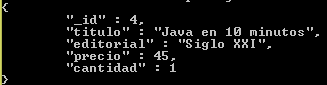 {
"_id" : 4,
"titulo" : "Java en 10 minutos",
"editorial" : "Siglo XXI",
"precio" : 45,
"cantidad" : 1
}